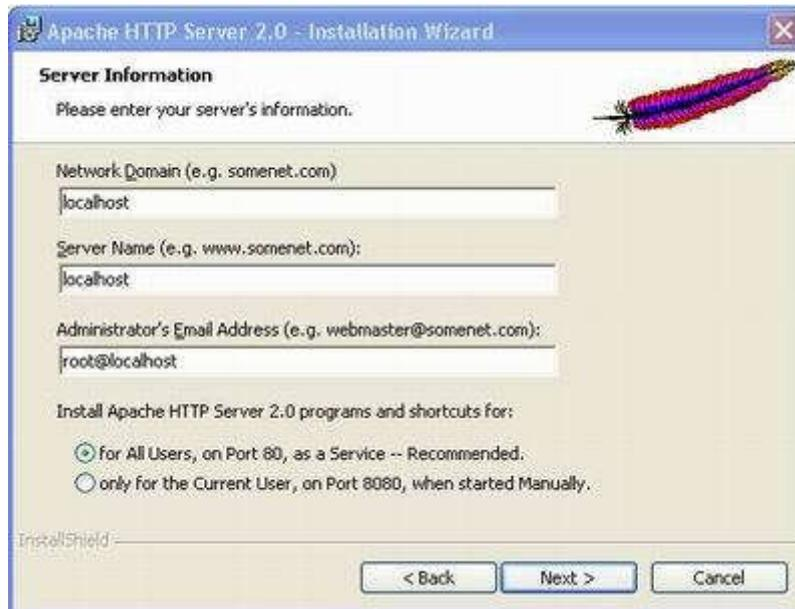 Apache HTTP Server 2.0 - Installation Wizard
Server Information
Please enter your server's information.
Network Domain (e.g. somenet.com)
localhost
Server Name (e.g. www.somenet.com):
localhost
Administrator's Email Address (e.g. webmaster@somenet.com):
root@localhost
Install Apache HTTP Server 2.0 programs and shortcuts for:
for All Users, on Port 80, as a Service -- Recommended.
only for the Current User, on Port 8080, when started Manually.
InstallShield
< Back Next > Cancel